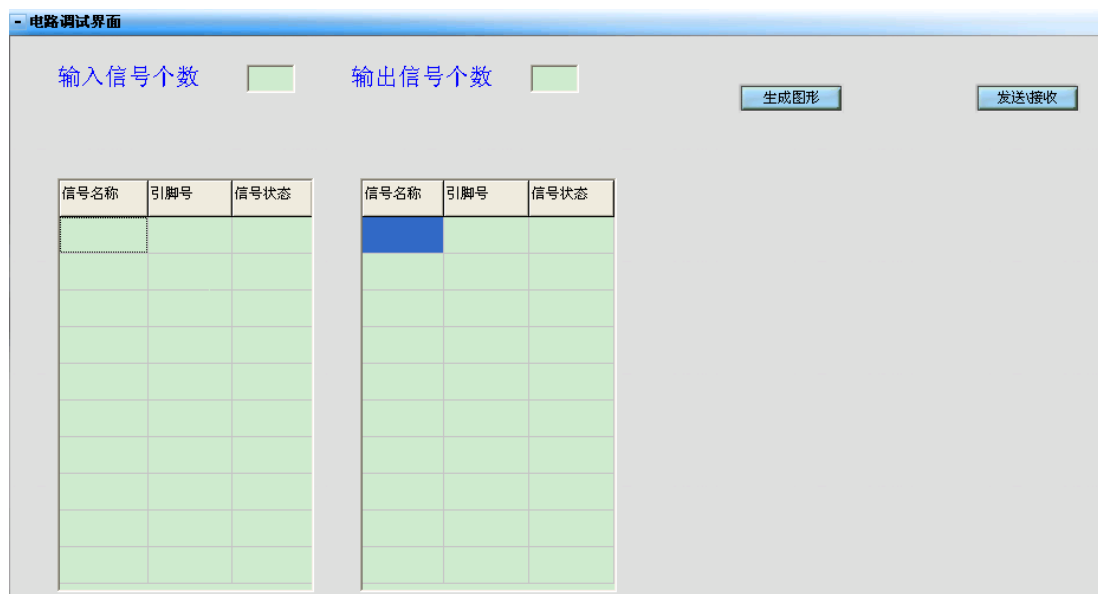 - 电路调试界面
输入信号个数 输出信号个数
生成图形 发送\接收
信号名称 引脚号 信号状态 信号名称 引脚号 信号状态